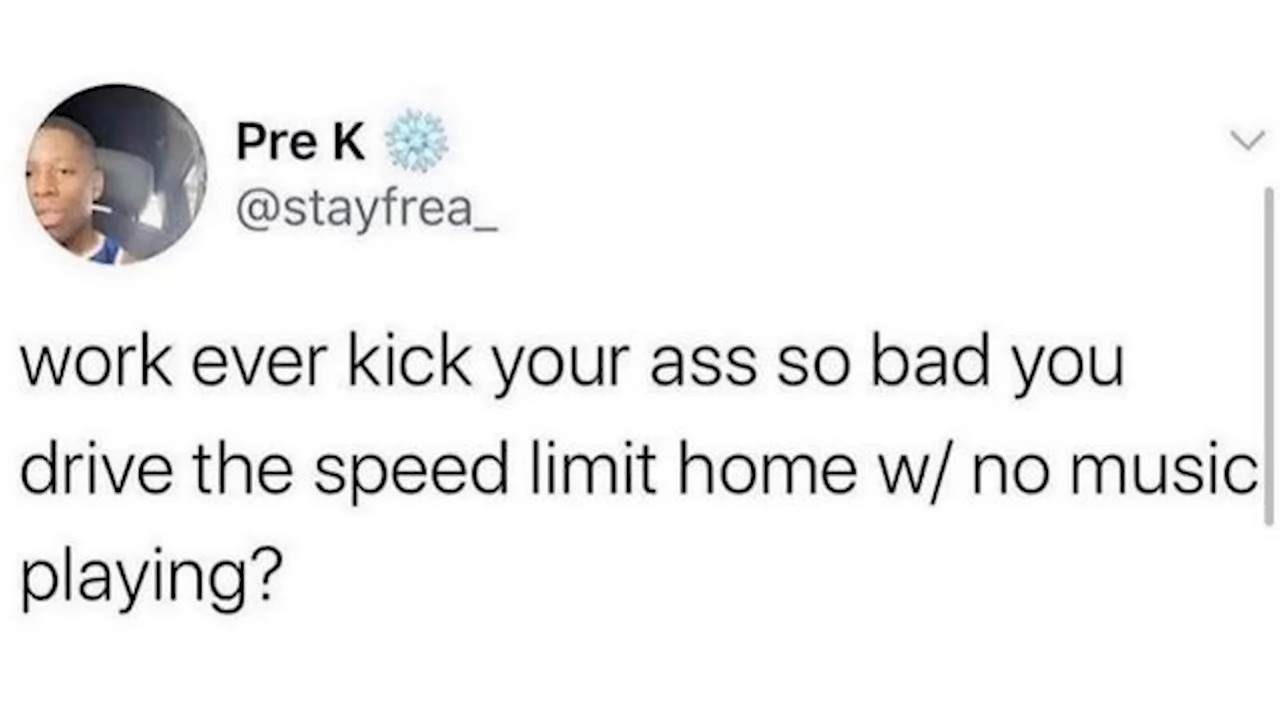 Pre K ❄️
@stayfrea_
work ever kick your ass so bad you
drive the speed limit home w/ no music
playing?